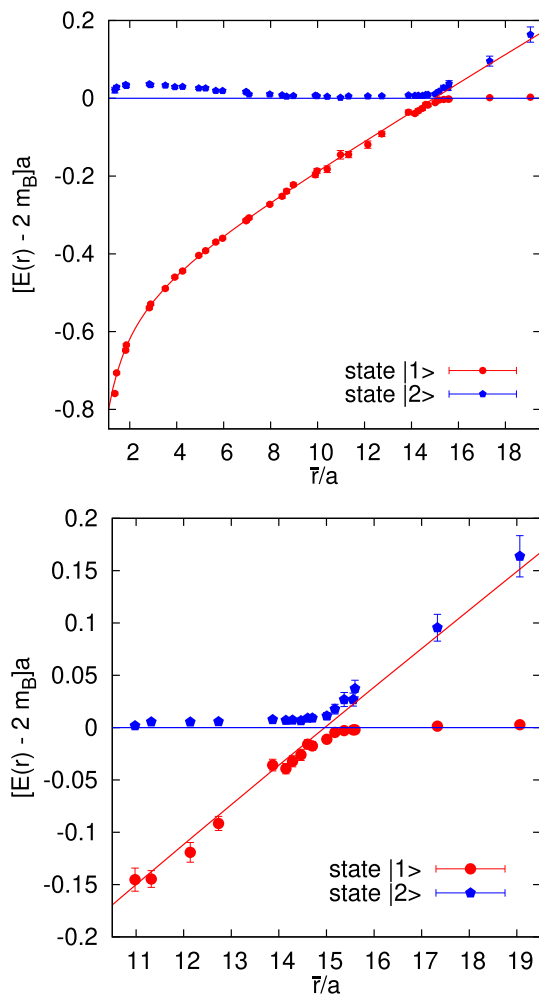 0.2
0
-0.2
-0.4
-0.6
-0.8
[E(r) - 2 m_B]a
state |1>
state |2>
2 4 6 8 10 12 14 16 18
r̅/a
0.2
0.15
0.1
0.05
0
-0.05
-0.1
-0.15
-0.2
[E(r) - 2 m_B]a
state |1>
state |2>
11 12 13 14 15 16 17 18 19
r̅/a